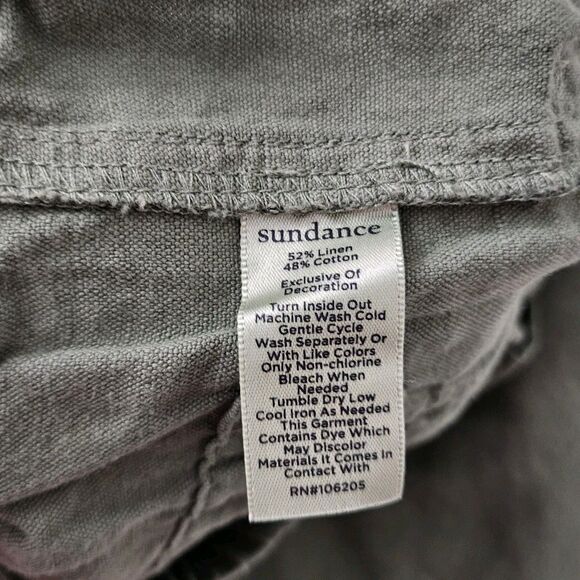 sundance
52% Linen
48% Cotton
Exclusive Of
Decoration
Turn Inside Out
Machine Wash Cold
Gentle Cycle
Wash Separately Or
With Like Colors
Only Non-chlorine
Bleach When
Needed
Tumble Dry Low
Cool Iron As Needed
This Garment
Contains Dye Which
May Discolor
Materials It Comes In
Contact With
RN#106205